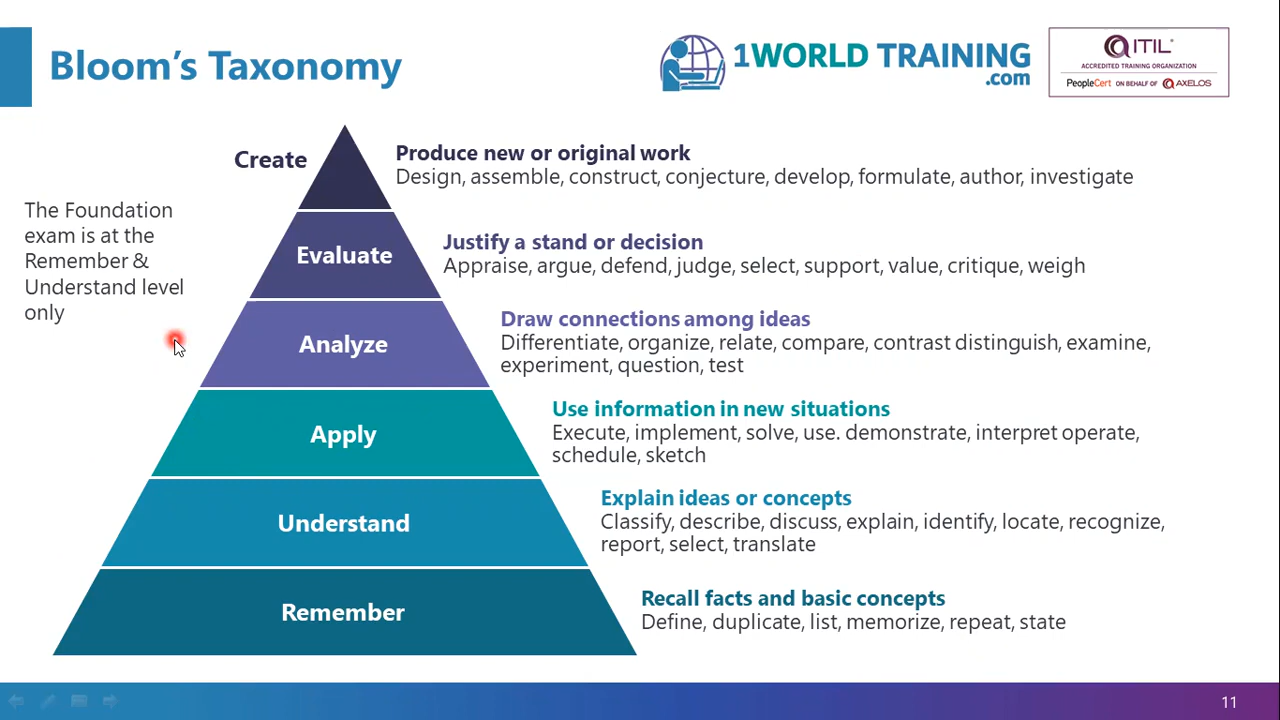 Bloom's Taxonomy
1WORLD TRAINING
.com
ITIL®
ACCREDITED TRAINING ORGANIZATION
PeopleCert ON BEHALF OF AXELOS
Create
Produce new or original work
Design, assemble, construct, conjecture, develop, formulate, author, investigate
The Foundation
exam is at the
Remember &
Understand level
only
Evaluate
Justify a stand or decision
Appraise, argue, defend, judge, select, support, value, critique, weigh
Analyze
Draw connections among ideas
Differentiate, organize, relate, compare, contrast distinguish, examine,
experiment, question, test
Apply
Use information in new situations
Execute, implement, solve, use. demonstrate, interpret operate,
schedule, sketch
Understand
Explain ideas or concepts
Classify, describe, discuss, explain, identify, locate, recognize,
report, select, translate
Remember
Recall facts and basic concepts
Define, duplicate, list, memorize, repeat, state
11